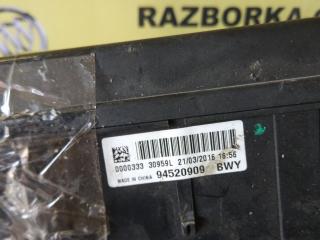 RAZBORKA
0000333 30959L 21/03/2016 16:56
MADE IN CHINA 94520909 BWY